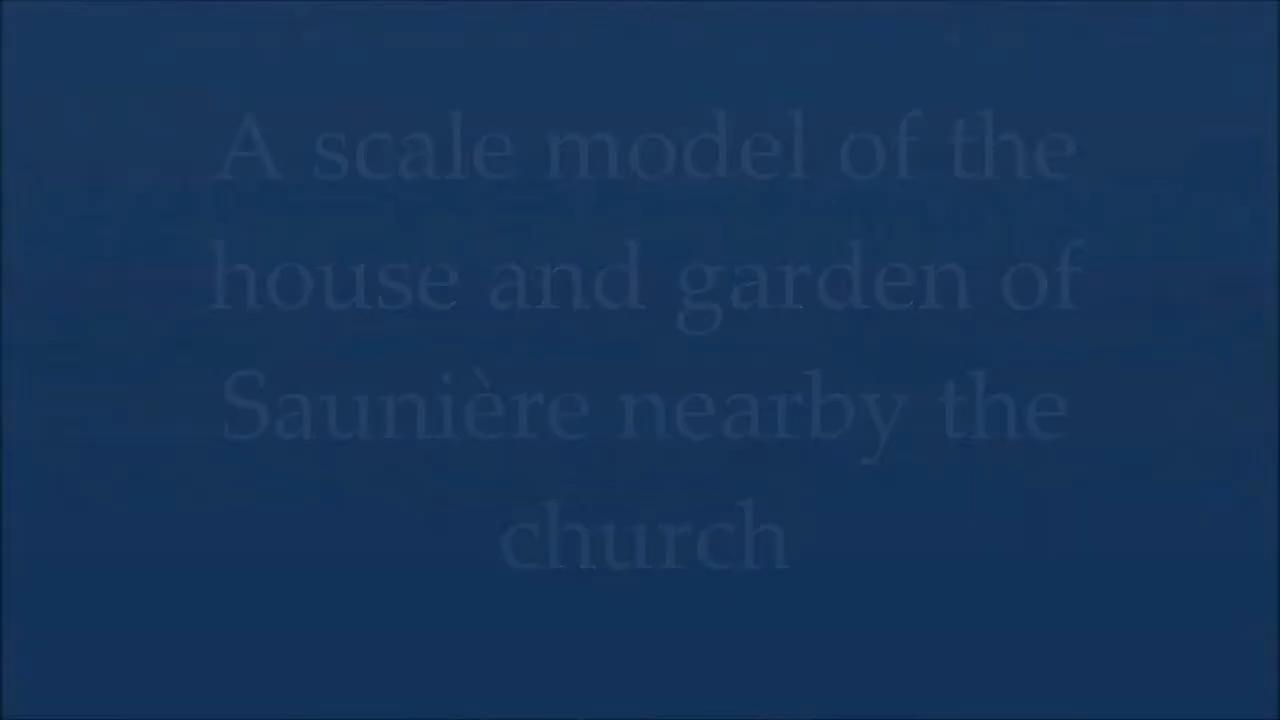 A scale model of the
house and garden of
Saunière nearby the
church